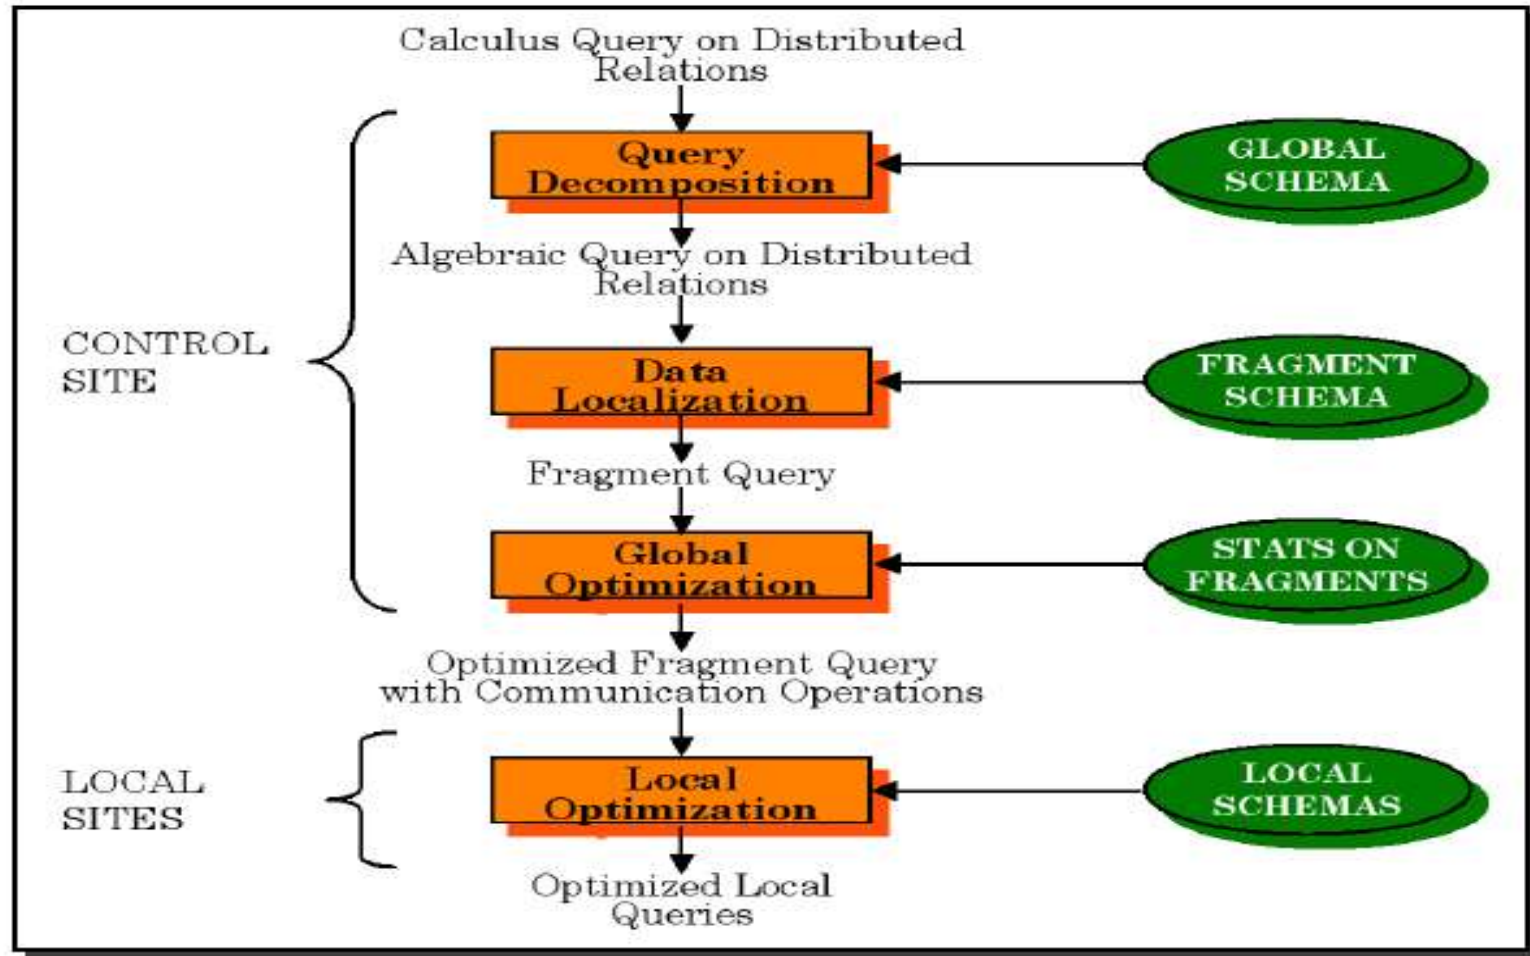 Calculus Query on Distributed
Relations
Query
Decomposition
GLOBAL
SCHEMA
Algebraic Query on Distributed
Relations
CONTROL
SITE
Data
Localization
FRAGMENT
SCHEMA
Fragment Query
Global
Optimization
STATS ON
FRAGMENTS
Optimized Fragment Query
with Communication Operations
LOCAL
SITES
Local
Optimization
LOCAL
SCHEMAS
Optimized Local
Queries